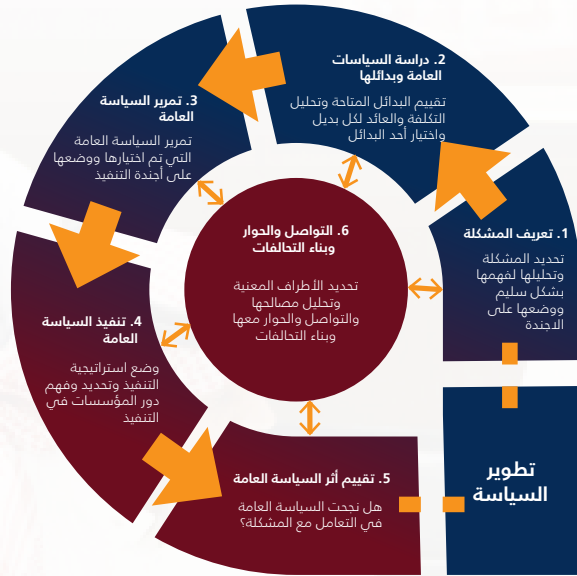 1. تعريف المشكلة
تحديد المشكلة
وتحليلها لفهمها
بشكل سليم
ووضعها على
الاجندة
2. دراسة السياسات
العامة وبدائلها
تقييم البدائل المتاحة وتحليل
التكلفة والعائد لكل بديل
واختيار أحد البدائل
3. تمرير السياسة
العامة
تمرير السياسة العامة
التي تم اختيارها ووضعها
على أجندة التنفيذ
4. تنفيذ السياسة
العامة
وضع استراتيجية
التنفيذ وتحديد وفهم
دور المؤسسات في
التنفيذ
5. تقييم أثر السياسة العامة
هل نجحت السياسة العامة
في التعامل مع المشكلة؟
6. التواصل والحوار
وبناء التحالفات
تحديد الأطراف المعنية
وتحليل مصالحها
والتواصل والحوار معها
وبناء التحالفات
تطوير
السياسة